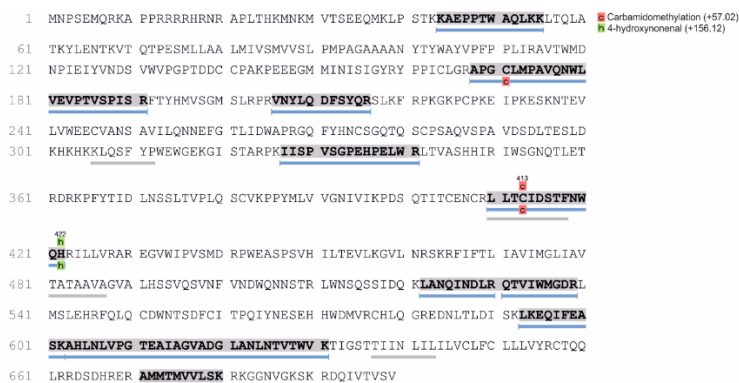 1 MNPSEMQRKA PPRRRRHRNR APLTHKMNKM VTSEEQMKLP STKKAEPPTW AQLKKLTQLA
c Carbamidomethylation (+57.02)
h 4-hydroxynonenal (+156.12)
61 TKYLENTKVT QTPESMLLAA LMIVSMVVSL PMPAGAAAAN YTYWAYVPFP PLIRAVTWMD
121 NPIEIYVNDS VWVPGPTDDC CPAKPEEEGM MINISIGYRY PPICLGRAPG CLMPAVQNWL
c
181 VEVPTVSPIS RFTYHMVSGM SLRPRVNYLQ DFSYQRSLKF RPKGKPCPKE IPKESKNTEV
241 LVWEECVANS AVILQNNEFG TLIDWAPRGQ FYHNCSGQTQ SCPSAQVSPA VDSDLTESLD
301 KHKHKKLQSF YPWEWGEKGI STARPKIISP VSGPEHPELW RLTVASHHIR IWSGNQTLET
413
c
361 RDRKPFYTID LNSSLTVPLQ SCVKPPYMLV VGNIVIKPDS QTITCENCRL LTCIDSTFNW
c
422
h
421 QHRILLVRAR EGVWIPVSMD RPWEASPSVH ILTEVLKGVL NRSKRFIFTL IAVIMGLIAV
h
481 TATAAVAGVA LHSSVQSVNF VNDWQNNSTR LWNSQSSIDQ KLANQINDLR QTVIWMGDRL
541 MSLEHRFQLQ CDWNTSDFCI TPQIYNESEH HWDMVRCHLQ GREDNLTLDI SKLKEQIFEA
601 SKAHLNLVPG TEAIAGVADG LANLNTVTWV KTIGSTTIIN LILILVCLFC LLLVYRCTQQ
661 LRRDSDHRER AMMTMVVLSK RKGGNVGKSK RDQIVTVSV